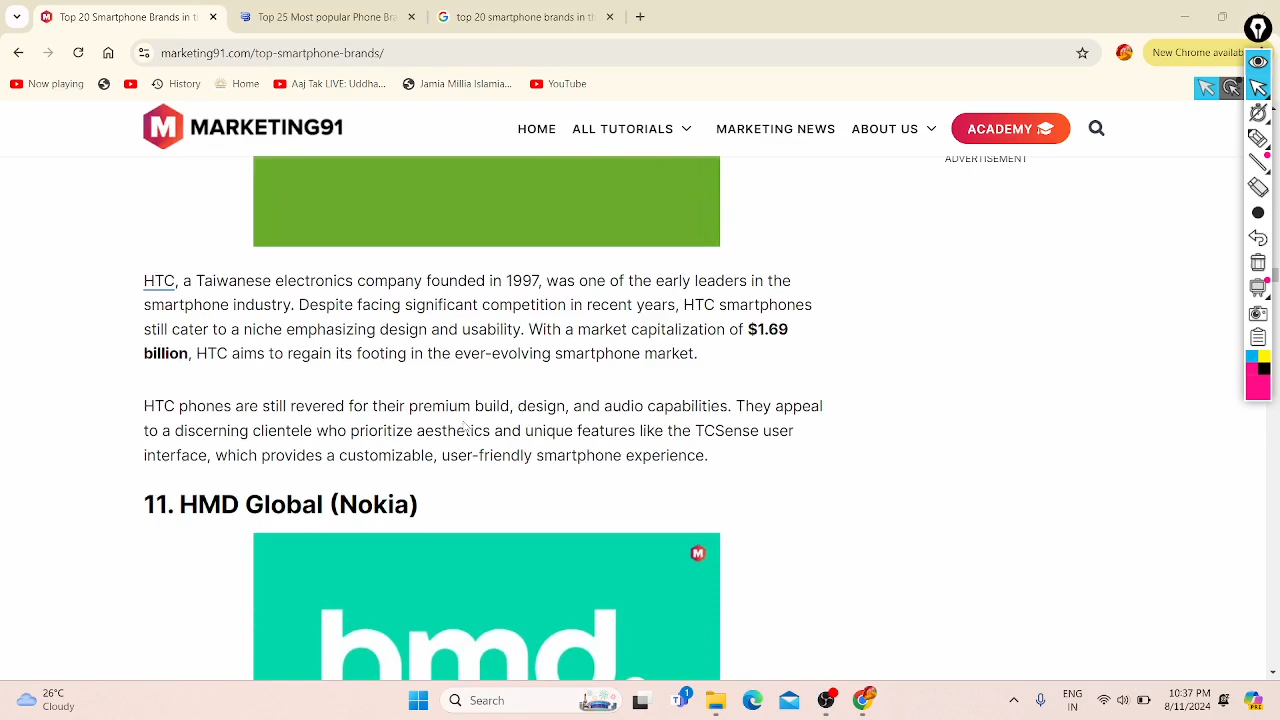 Top 20 Smartphone Brands in t
Top 25 Most popular Phone Bra
top 20 smartphone brands in th
marketing91.com/top-smartphone-brands/
New Chrome availab
Now playing
History
Home
Aaj Tak LIVE: Uddha...
Jamia Millia Islamia...
YouTube
M MARKETING91
HOME
ALL TUTORIALS
MARKETING NEWS
ABOUT US
ACADEMY
ADVERTISEMENT
HTC, a Taiwanese electronics company founded in 1997, was one of the early leaders in the
smartphone industry. Despite facing significant competition in recent years, HTC smartphones
still cater to a niche emphasizing design and usability. With a market capitalization of $1.69
billion, HTC aims to regain its footing in the ever-evolving smartphone market.
HTC phones are still revered for their premium build, design, and audio capabilities. They appeal
to a discerning clientele who prioritize aesthetics and unique features like the TCSense user
interface, which provides a customizable, user-friendly smartphone experience.
11. HMD Global (Nokia)
M
hmd.
26°C
Cloudy
Search
1
ENG
IN
10:37 PM
8/11/2024
PRE